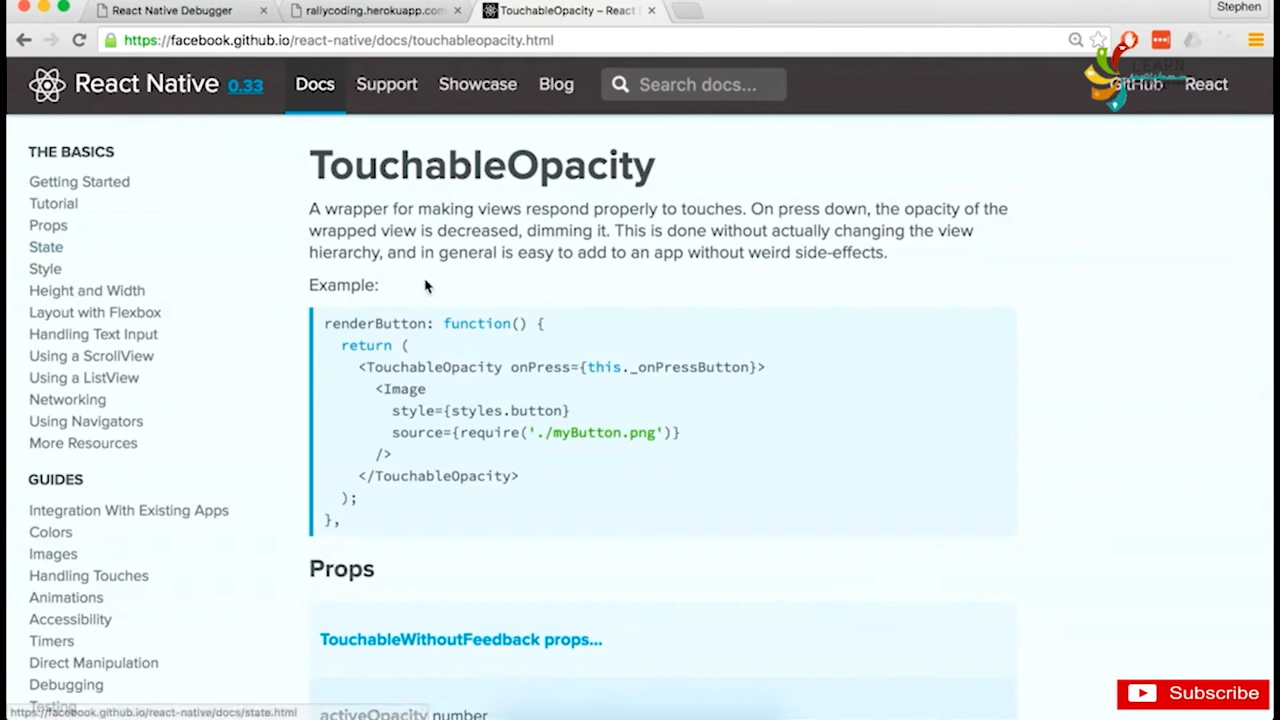 React Native Debugger
rallycoding.herokuapp.com
TouchableOpacity – React
Stephen
https://facebook.github.io/react-native/docs/touchableopacity.html
React Native 0.33
Docs
Support
Showcase
Blog
Search docs...
LEARN
GitHub
React
THE BASICS
Getting Started
Tutorial
Props
State
Style
Height and Width
Layout with Flexbox
Handling Text Input
Using a ScrollView
Using a ListView
Networking
Using Navigators
More Resources
GUIDES
Integration With Existing Apps
Colors
Images
Handling Touches
Animations
Accessibility
Timers
Direct Manipulation
Debugging
Testing
https://facebook.github.io/react-native/docs/state.html
TouchableOpacity
A wrapper for making views respond properly to touches. On press down, the opacity of the
wrapped view is decreased, dimming it. This is done without actually changing the view
hierarchy, and in general is easy to add to an app without weird side-effects.
Example:
renderButton: function() {
return (
<TouchableOpacity onPress={this._onPressButton}>
<Image
style={styles.button}
source={require('./myButton.png')}
/>
</TouchableOpacity>
);
},
Props
TouchableWithoutFeedback props...
activeOpacity number
Subscribe